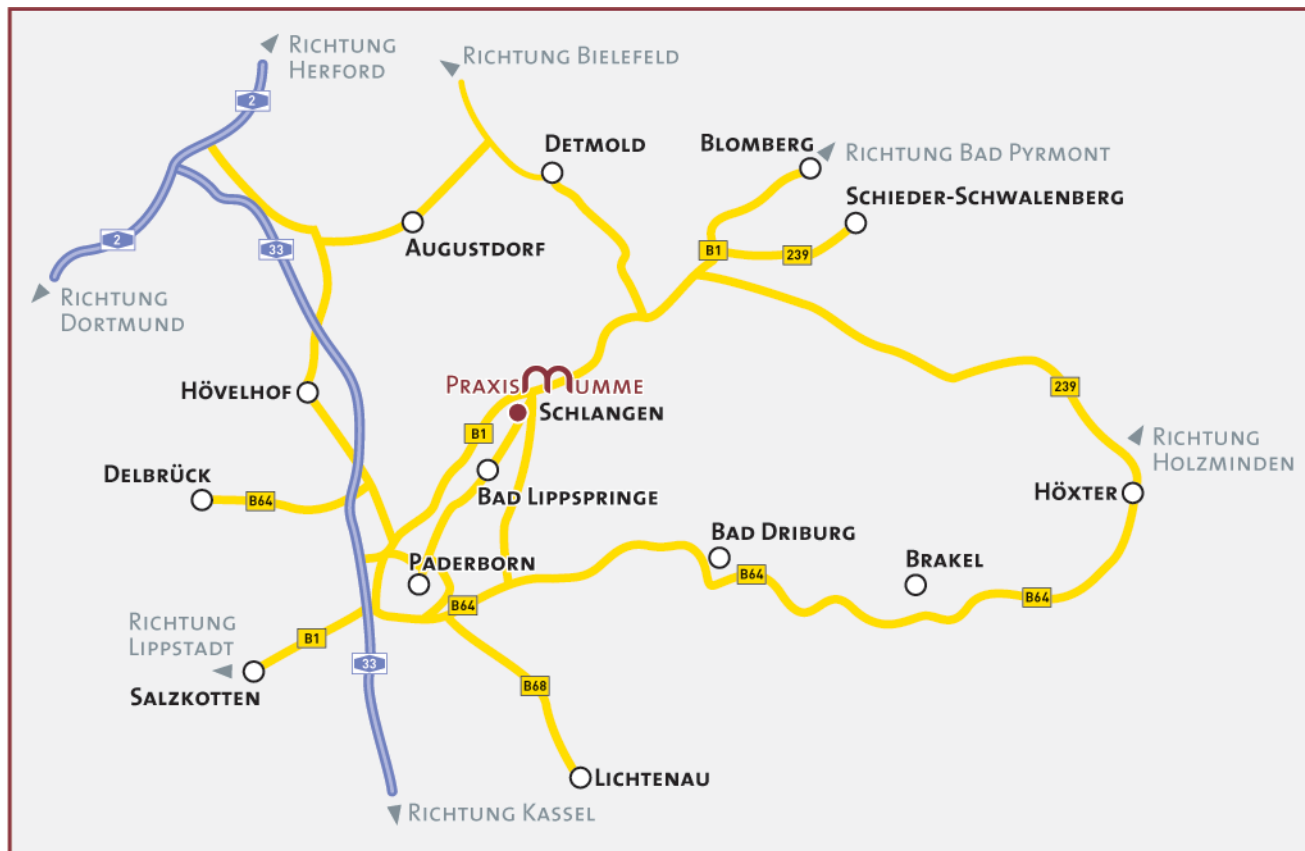 Richtung
Herford
Richtung Bielefeld
2
Detmold
Blomberg
Richtung Bad Pyrmont
Schieder-Schwalenberg
2
33
Augustdorf
B1
239
Richtung
Dortmund
Hövelhof
Praxis Mumme
Schlangen
239
B1
Richtung
Holzminden
Delbrück
B64
Bad Lippspringe
Höxter
Paderborn
Bad Driburg
B64
Brakel
B64
B64
Richtung
Lippstadt
B1
33
Salzkotten
B68
Lichtenau
Richtung Kassel